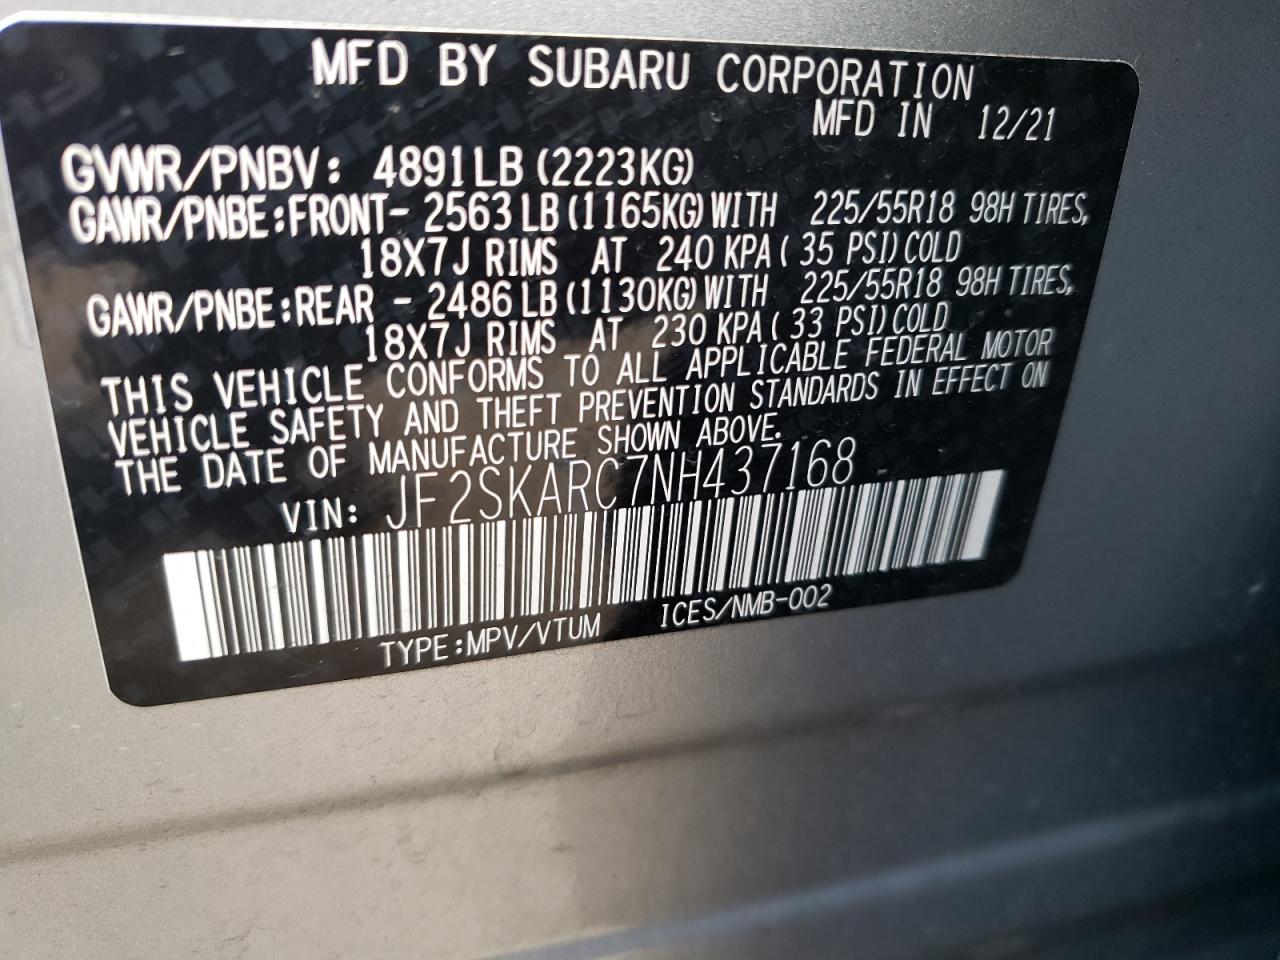 MFD BY SUBARU CORPORATION
MFD IN 12/21
GVWR/PNBV: 4891LB (2223KG)
GAWR/PNBE:FRONT- 2563LB(1165KG)WITH 225/55R18 98H TIRES,
18X7J RIMS AT 240 KPA( 35 PSI)COLD
GAWR/PNBE:REAR - 2486LB(1130KG)WITH 225/55R18 98H TIRES,
18X7J RIMS AT 230 KPA( 33 PSI)COLD
THIS VEHICLE CONFORMS TO ALL APPLICABLE FEDERAL MOTOR
VEHICLE SAFETY AND THEFT PREVENTION STANDARDS IN EFFECT ON
THE DATE OF MANUFACTURE SHOWN ABOVE.
VIN: JF2SKARC7NH437168
TYPE:MPV/VTUM ICES/NMB-002